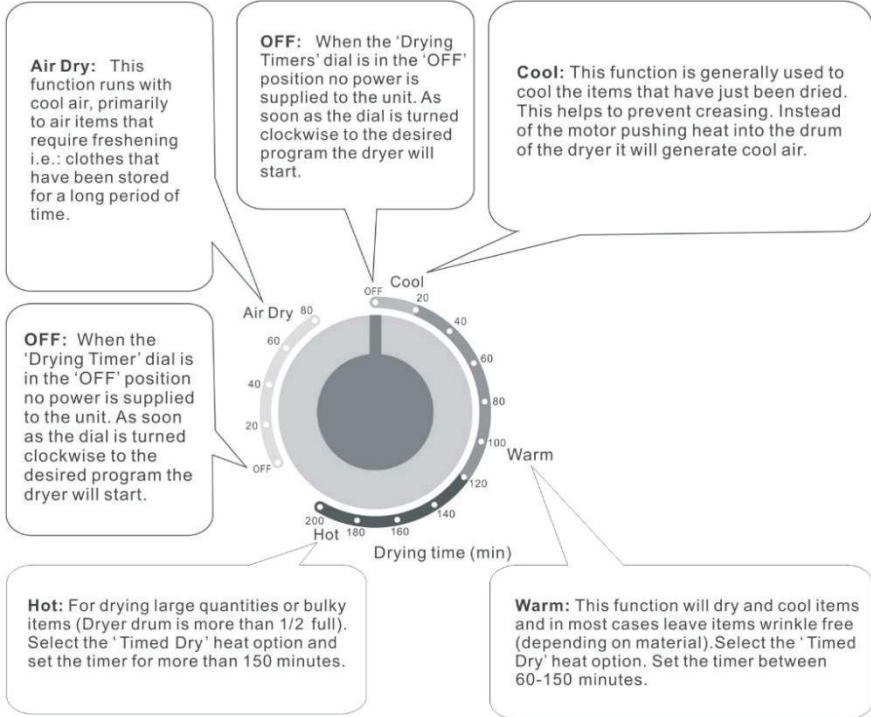 Air Dry: This
function runs with
cool air, primarily
to air items that
require freshening
i.e.: clothes that
have been stored
for a long period of
time.
OFF: When the 'Drying
Timers' dial is in the 'OFF'
position no power is
supplied to the unit. As
soon as the dial is turned
clockwise to the desired
program the dryer will
start.
Cool: This function is generally used to
cool the items that have just been dried.
This helps to prevent creasing. Instead
of the motor pushing heat into the drum
of the dryer it will generate cool air.
OFF: When the
'Drying Timer' dial is
in the 'OFF' position
no power is supplied
to the unit. As soon
as the dial is turned
clockwise to the
desired program the
dryer will start.
Air Dry
80
60
40
20
OFF
OFF
Cool
20
40
60
80
100
Warm
120
140
160
180
200
Hot
Drying time (min)
Hot: For drying large quantities or bulky
items (Dryer drum is more than 1/2 full).
Select the ' Timed Dry' heat option and
set the timer for more than 150 minutes.
Warm: This function will dry and cool items
and in most cases leave items wrinkle free
(depending on material).Select the ' Timed
Dry' heat option. Set the timer between
60-150 minutes.